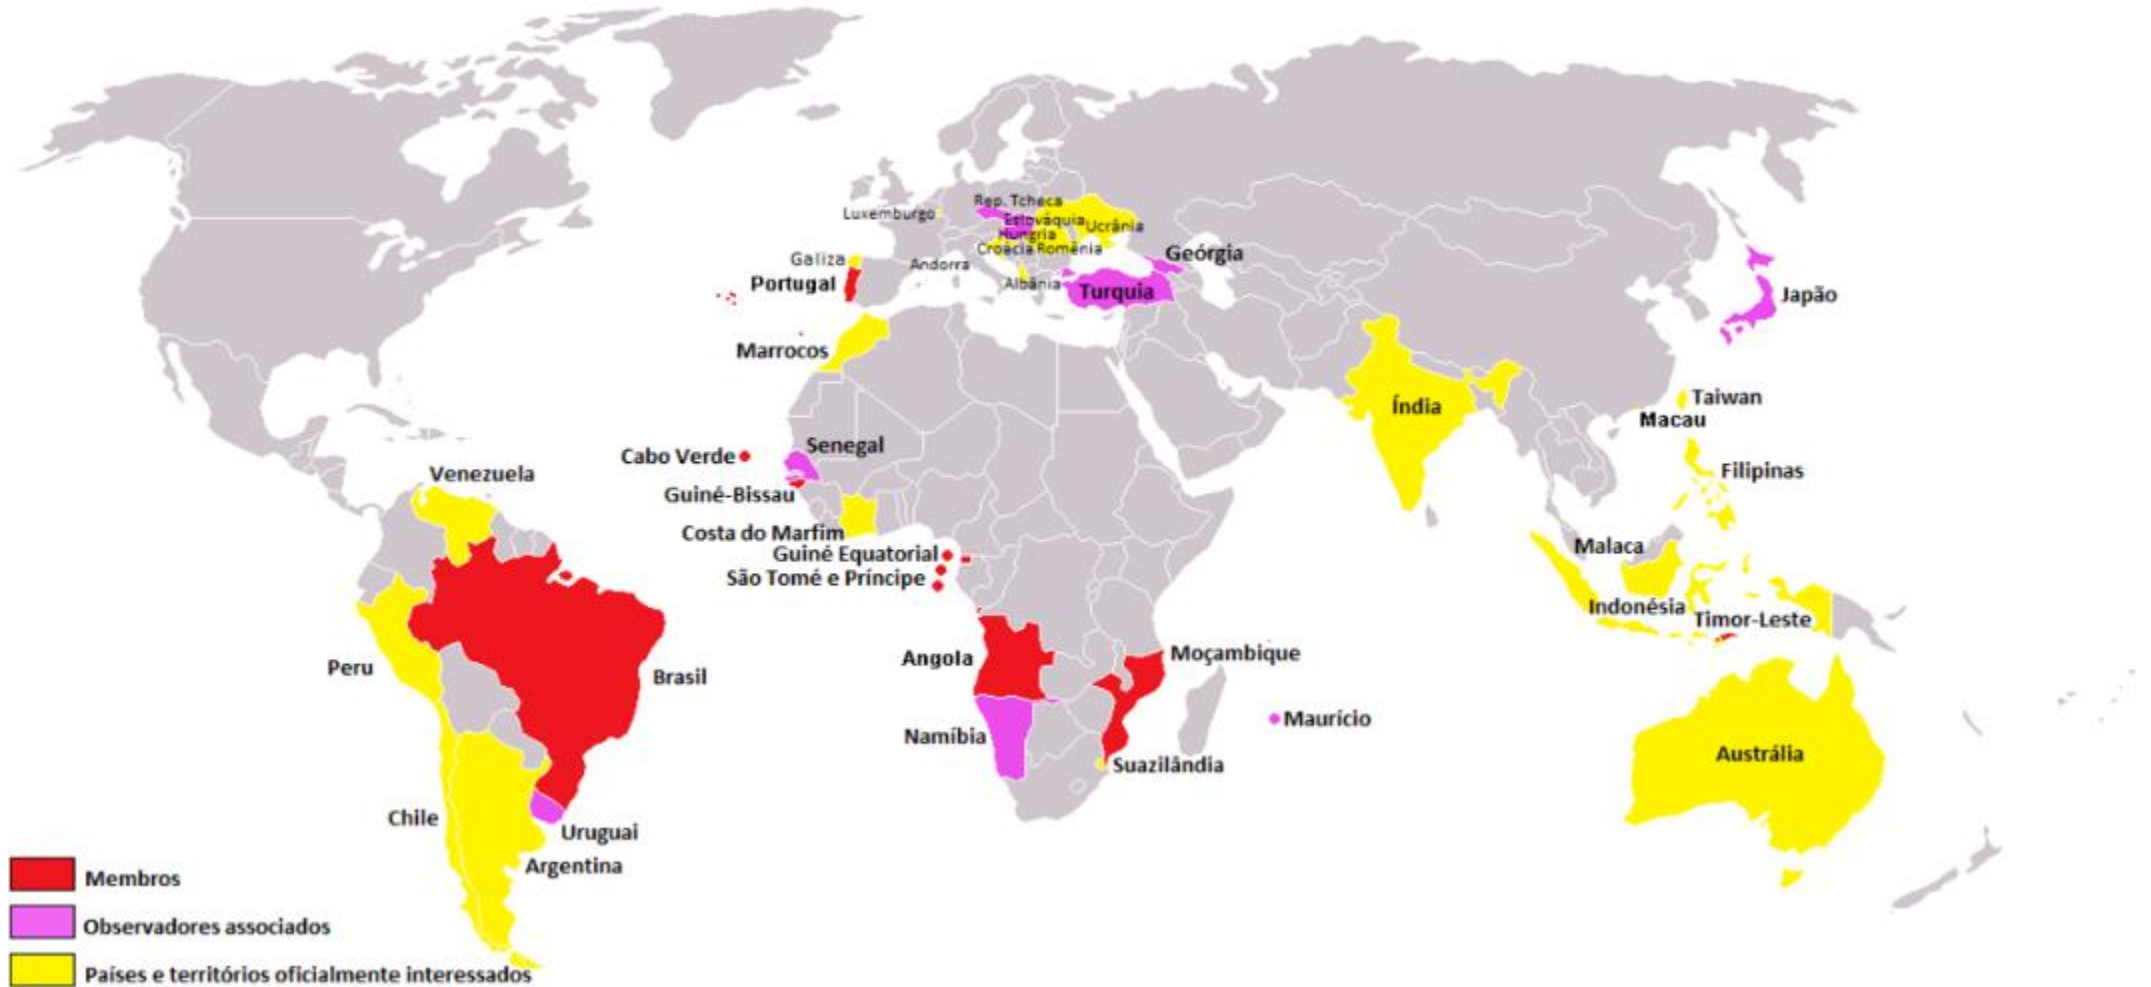 Rep. Tcheca
Luxemburgo
Eslováquia
Ucrânia
Hungria
Croácia
Romênia
Geórgia
Galiza
Andorra
Portugal
Albânia
Turquia
Japão
Marrocos
Taiwan
Índia
Macau
Senegal
Cabo Verde
Filipinas
Venezuela
Guiné-Bissau
Costa do Marfim
Malaca
Guiné Equatorial
São Tomé e Príncipe
Indonésia
Timor-Leste
Angola
Moçambique
Peru
Brasil
Maurício
Namíbia
Austrália
Suazilândia
Chile
Uruguai
Argentina
Membros
Observadores associados
Países e territórios oficialmente interessados